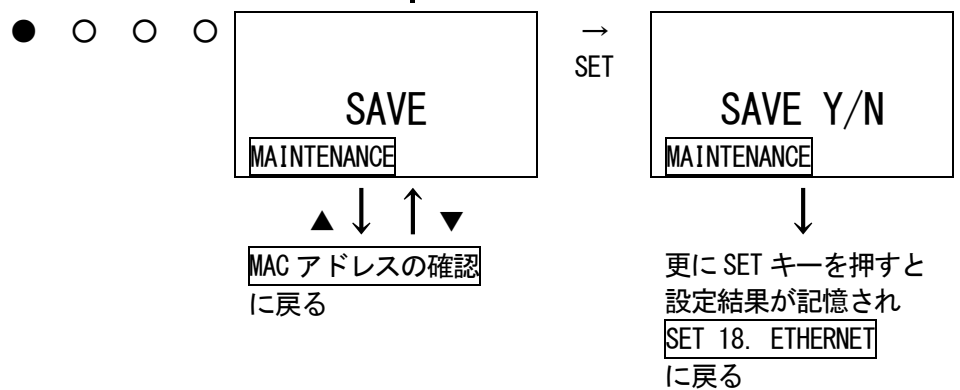 ● ○ ○ ○
SAVE
MAINTENANCE
→
SET
SAVE Y/N
MAINTENANCE
▲ ↓ ↑ ▼
MAC アドレスの確認
に戻る
↓
更に SET キーを押すと
設定結果が記憶され
SET 18. ETHERNET
に戻る